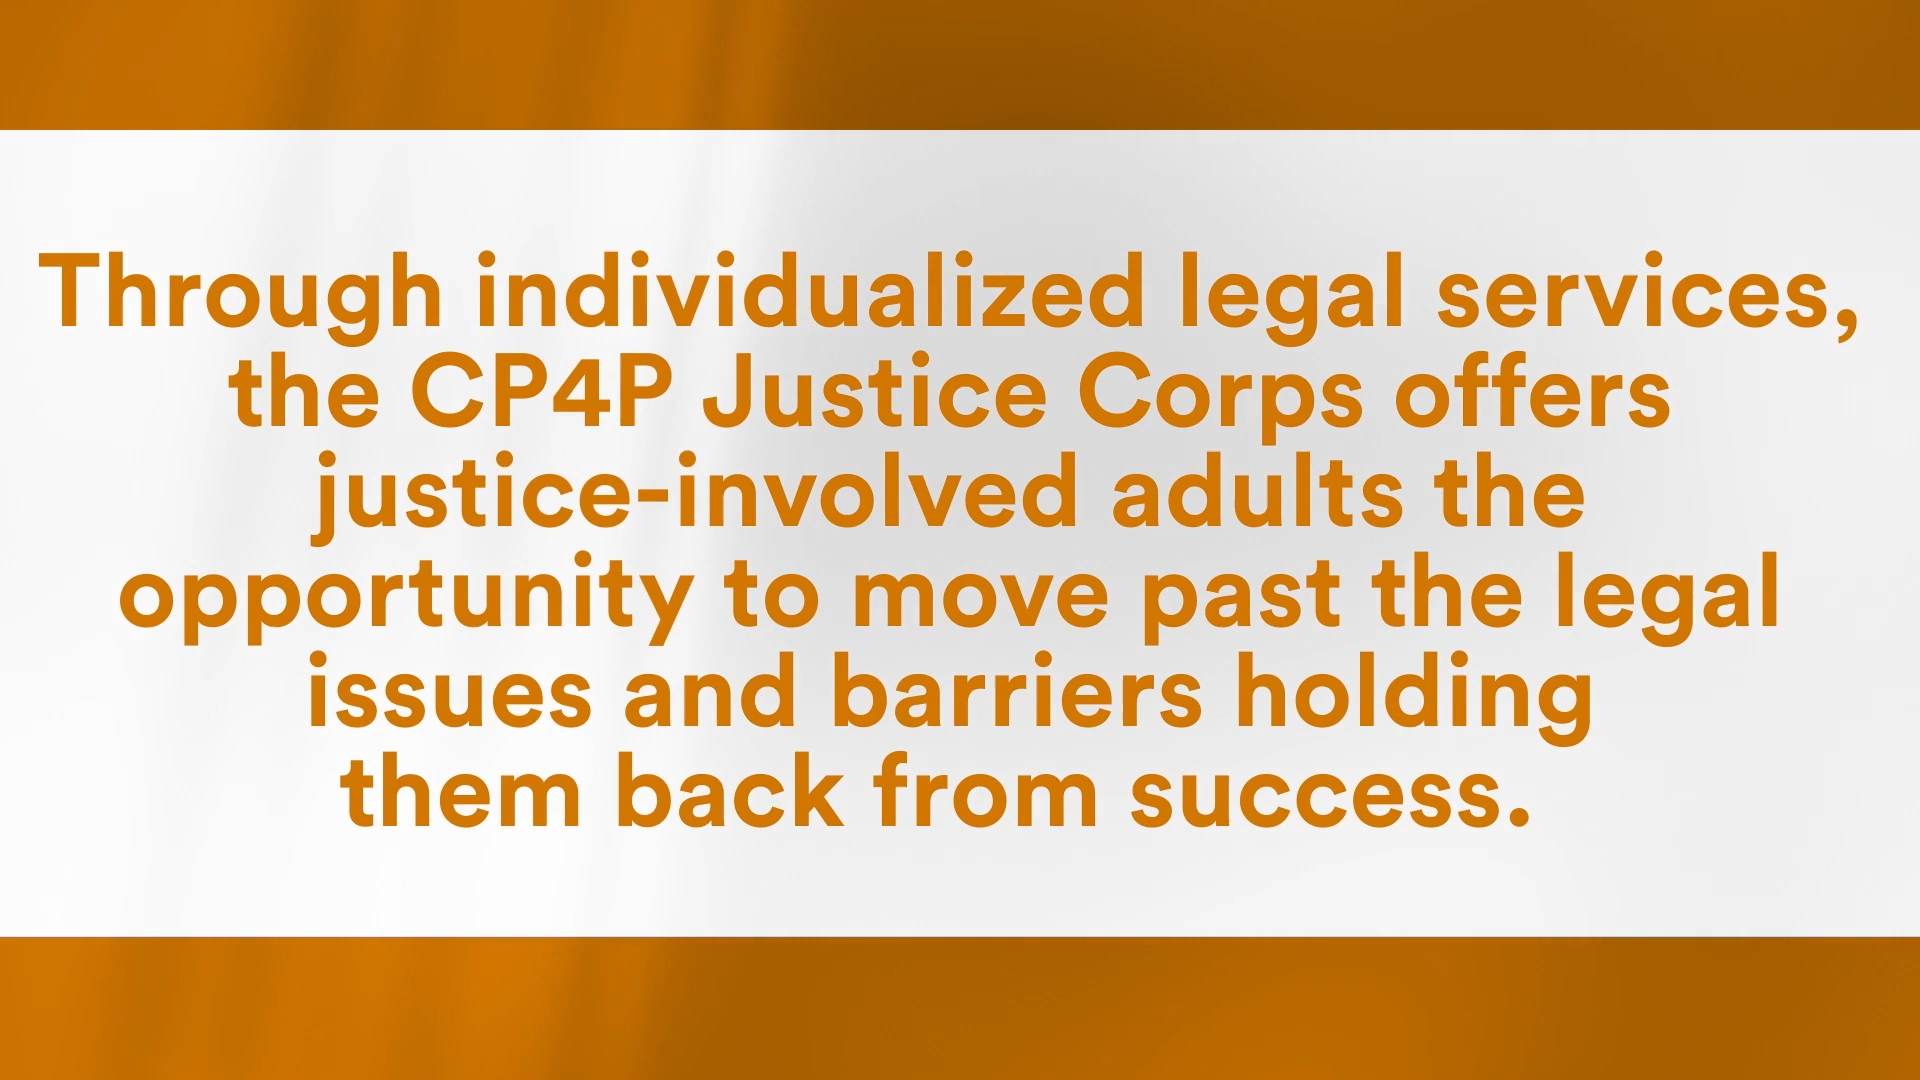 Through individualized legal services,
the CP4P Justice Corps offers
justice-involved adults the
opportunity to move past the legal
issues and barriers holding
them back from success.